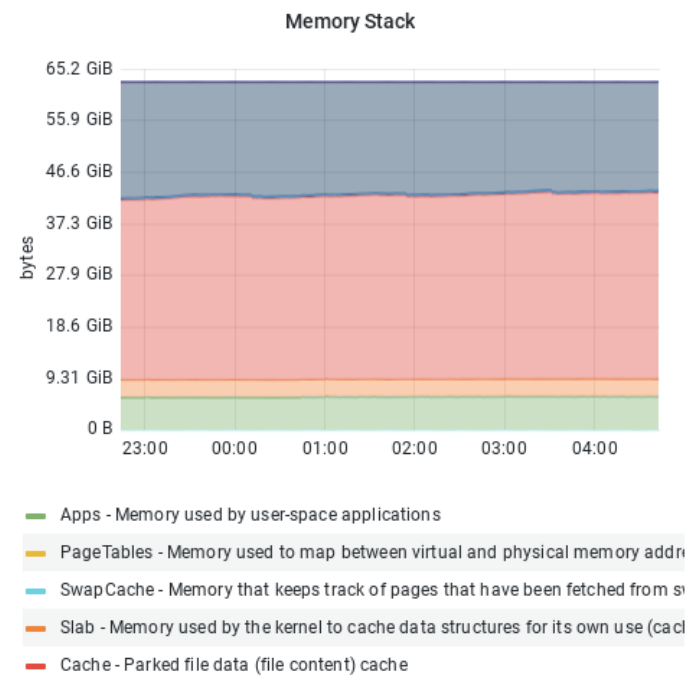 Memory Stack
65.2 GiB
55.9 GiB
46.6 GiB
37.3 GiB
27.9 GiB
18.6 GiB
9.31 GiB
0 B
bytes
23:00 00:00 01:00 02:00 03:00 04:00
Apps - Memory used by user-space applications
PageTables - Memory used to map between virtual and physical memory addre
SwapCache - Memory that keeps track of pages that have been fetched from sw
Slab - Memory used by the kernel to cache data structures for its own use (cach
Cache - Parked file data (file content) cache